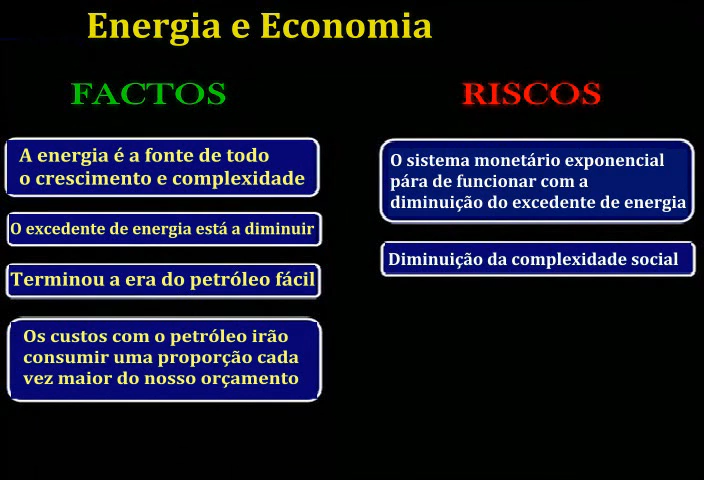 Energia e Economia
FACTOS
A energia é a fonte de todo
o crescimento e complexidade
O excedente de energia está a diminuir
Terminou a era do petróleo fácil
Os custos com o petróleo irão
consumir uma proporção cada
vez maior do nosso orçamento
RISCOS
O sistema monetário exponencial
pára de funcionar com a
diminuição do excedente de energia
Diminuição da complexidade social